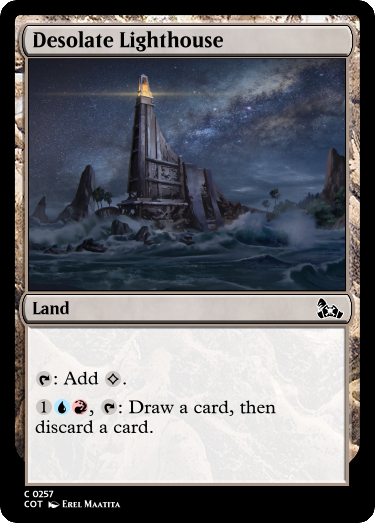 Desolate Lighthouse
Land
: Add .
1, : Draw a card, then
discard a card.
C 0257
COT Erel Maatita